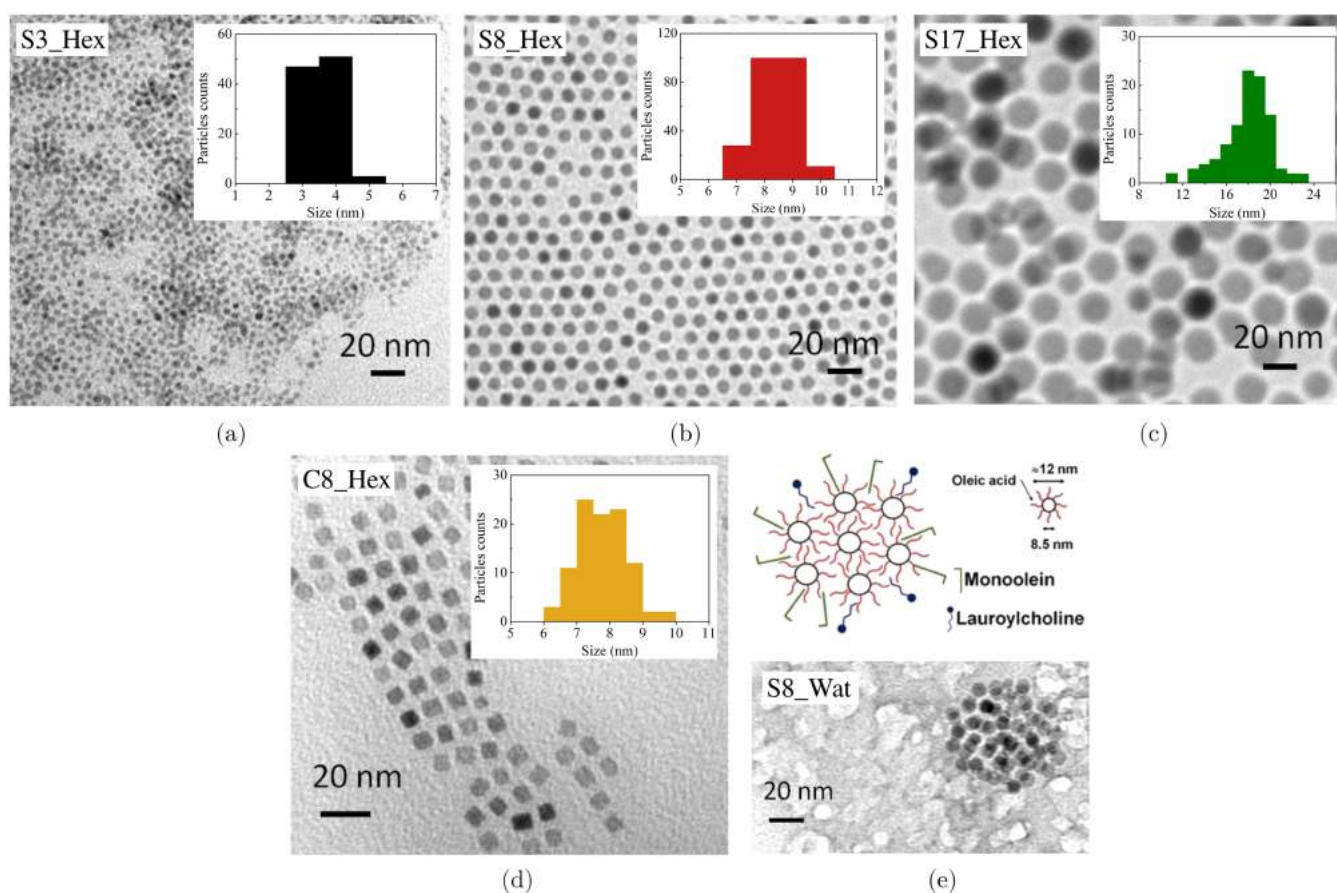 S3_Hex
Particles counts
60
40
20
0
1 2 3 4 5 6 7
Size (nm)
20 nm
(a)
S8_Hex
Particles counts
120
80
40
0
5 6 7 8 9 10 11 12
Size (nm)
20 nm
(b)
S17_Hex
Particles counts
30
20
10
0
8 12 16 20 24
Size (nm)
20 nm
(c)
C8_Hex
Particles counts
30
20
10
0
5 6 7 8 9 10 11
Size (nm)
20 nm
(d)
≈12 nm
Oleic acid
8.5 nm
Monoolein
Lauroylcholine
S8_Wat
20 nm
(e)